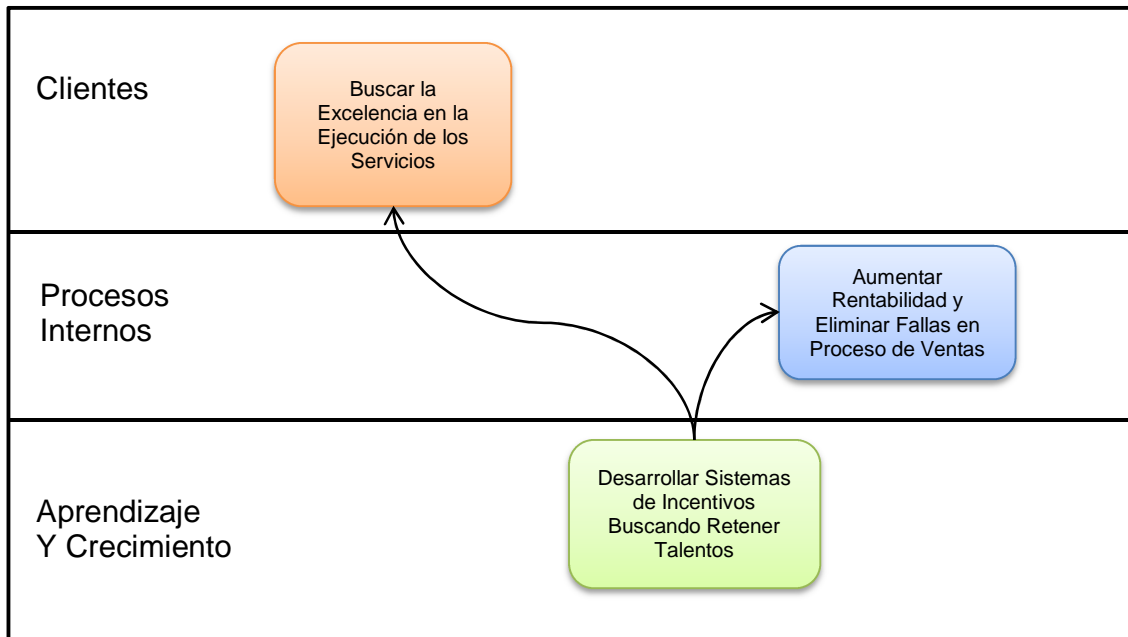 Clientes
Buscar la
Excelencia en la
Ejecución de los
Servicios
Procesos
Internos
Aumentar
Rentabilidad y
Eliminar Fallas en
Proceso de Ventas
Aprendizaje
Y Crecimiento
Desarrollar Sistemas
de Incentivos
Buscando Retener
Talentos